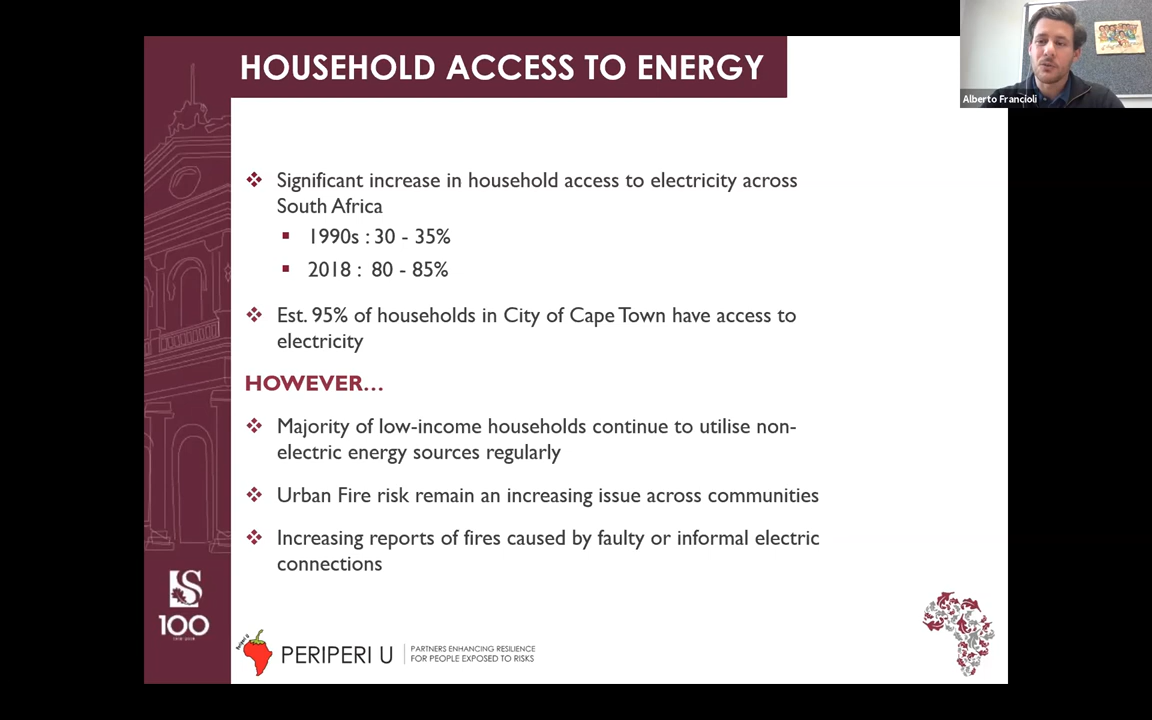 HOUSEHOLD ACCESS TO ENERGY
Alberto Francioli
❖ Significant increase in household access to electricity across
South Africa
▪ 1990s : 30 - 35%
▪ 2018 : 80 - 85%
❖ Est. 95% of households in City of Cape Town have access to
electricity
HOWEVER…
❖ Majority of low-income households continue to utilise non-
electric energy sources regularly
❖ Urban Fire risk remain an increasing issue across communities
❖ Increasing reports of fires caused by faulty or informal electric
connections
100
PERIPERI U
PARTNERS ENHANCING RESILIENCE
FOR PEOPLE EXPOSED TO RISKS